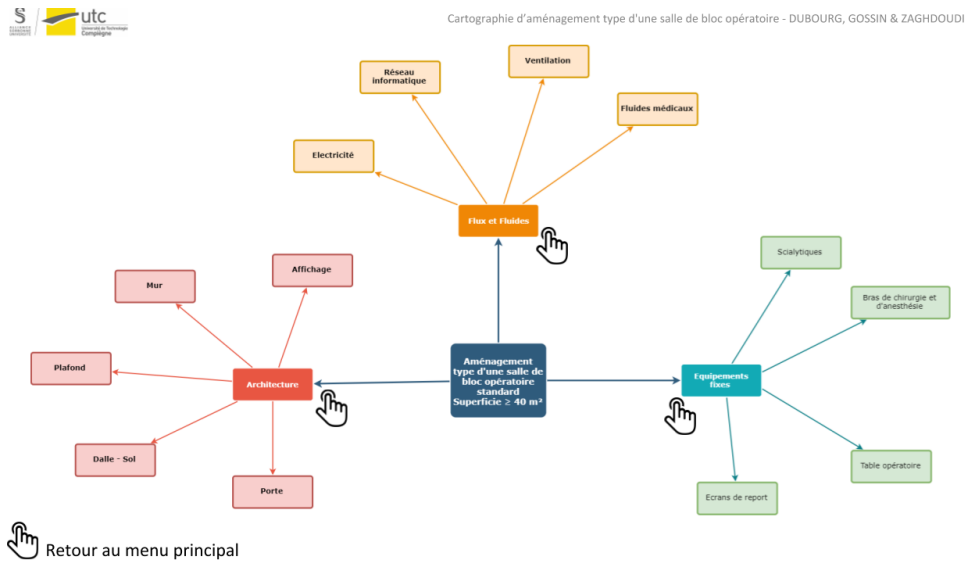 SORBONNE
UNIVERSITÉ
utc
Université de Technologie
Compiègne
Cartographie d'aménagement type d'une salle de bloc opératoire - DUBOURG, GOSSIN & ZAGHDOUDI
Ventilation
Réseau
informatique
Fluides médicaux
Electricité
Flux et Fluides
Scialytiques
Affichage
Mur
Bras de chirurgie et
d'anesthésie
Plafond
Aménagement
type d'une salle de
bloc opératoire
standard
Superficie ≥ 40 m²
Architecture
Equipements
fixes
Dalle - Sol
Table opératoire
Porte
Ecrans de report
Retour au menu principal